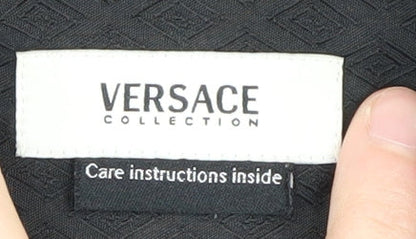 VERSACE
COLLECTION
Care instructions inside